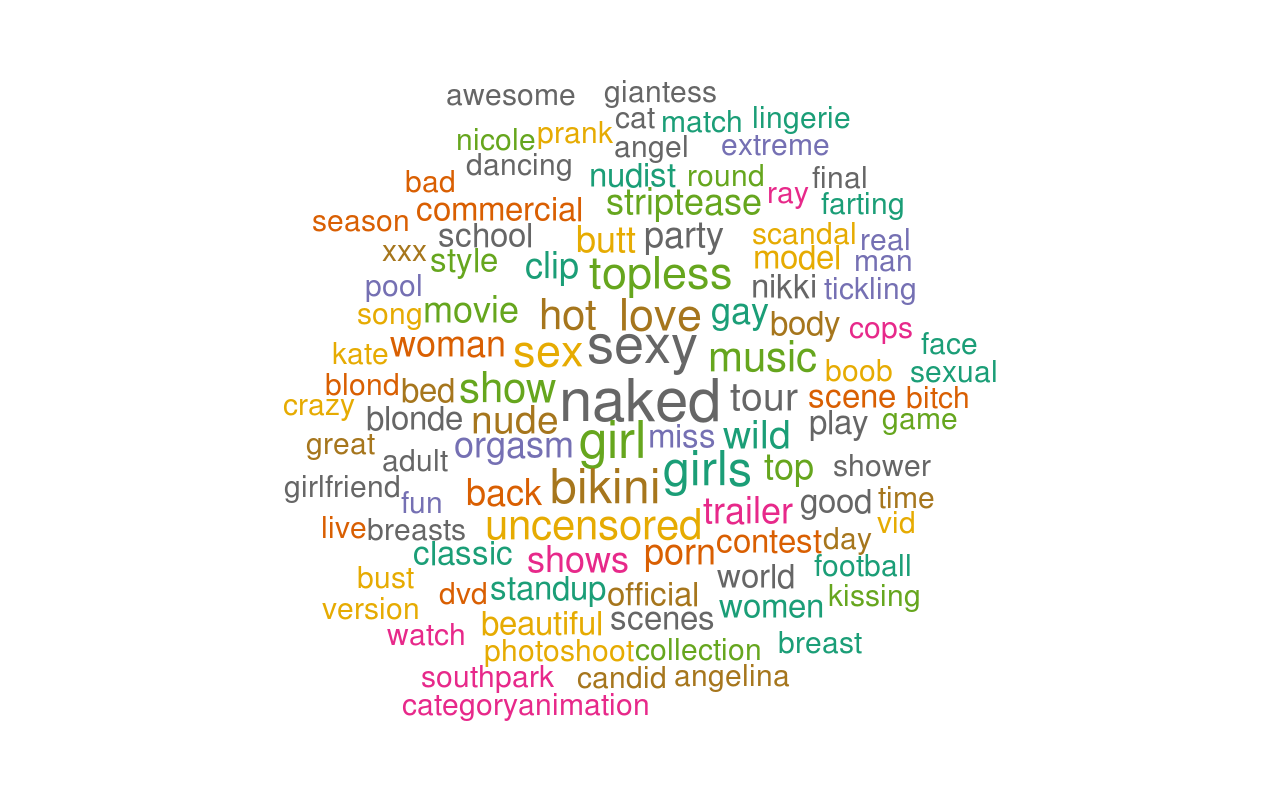 awesome giantess
cat match lingerie
nicole prank angel extreme
dancing
bad nudist round final
commercial striptease ray farting
season
school butt party scandal real
xxx style clip topless model man
pool nikki tickling
song movie hot love gay body cops
kate woman sex sexy music boob face
sexual
blond bed show naked tour scene bitch
crazy blonde nude girl miss wild play game
great orgasm
adult girls top shower
girlfriend fun back bikini good time
live breasts uncensored trailer vid
classic shows porn contest day
bust world football
version dvd standup official women kissing
watch beautiful scenes
photoshoot collection breast
southpark candid angelina
categoryanimation